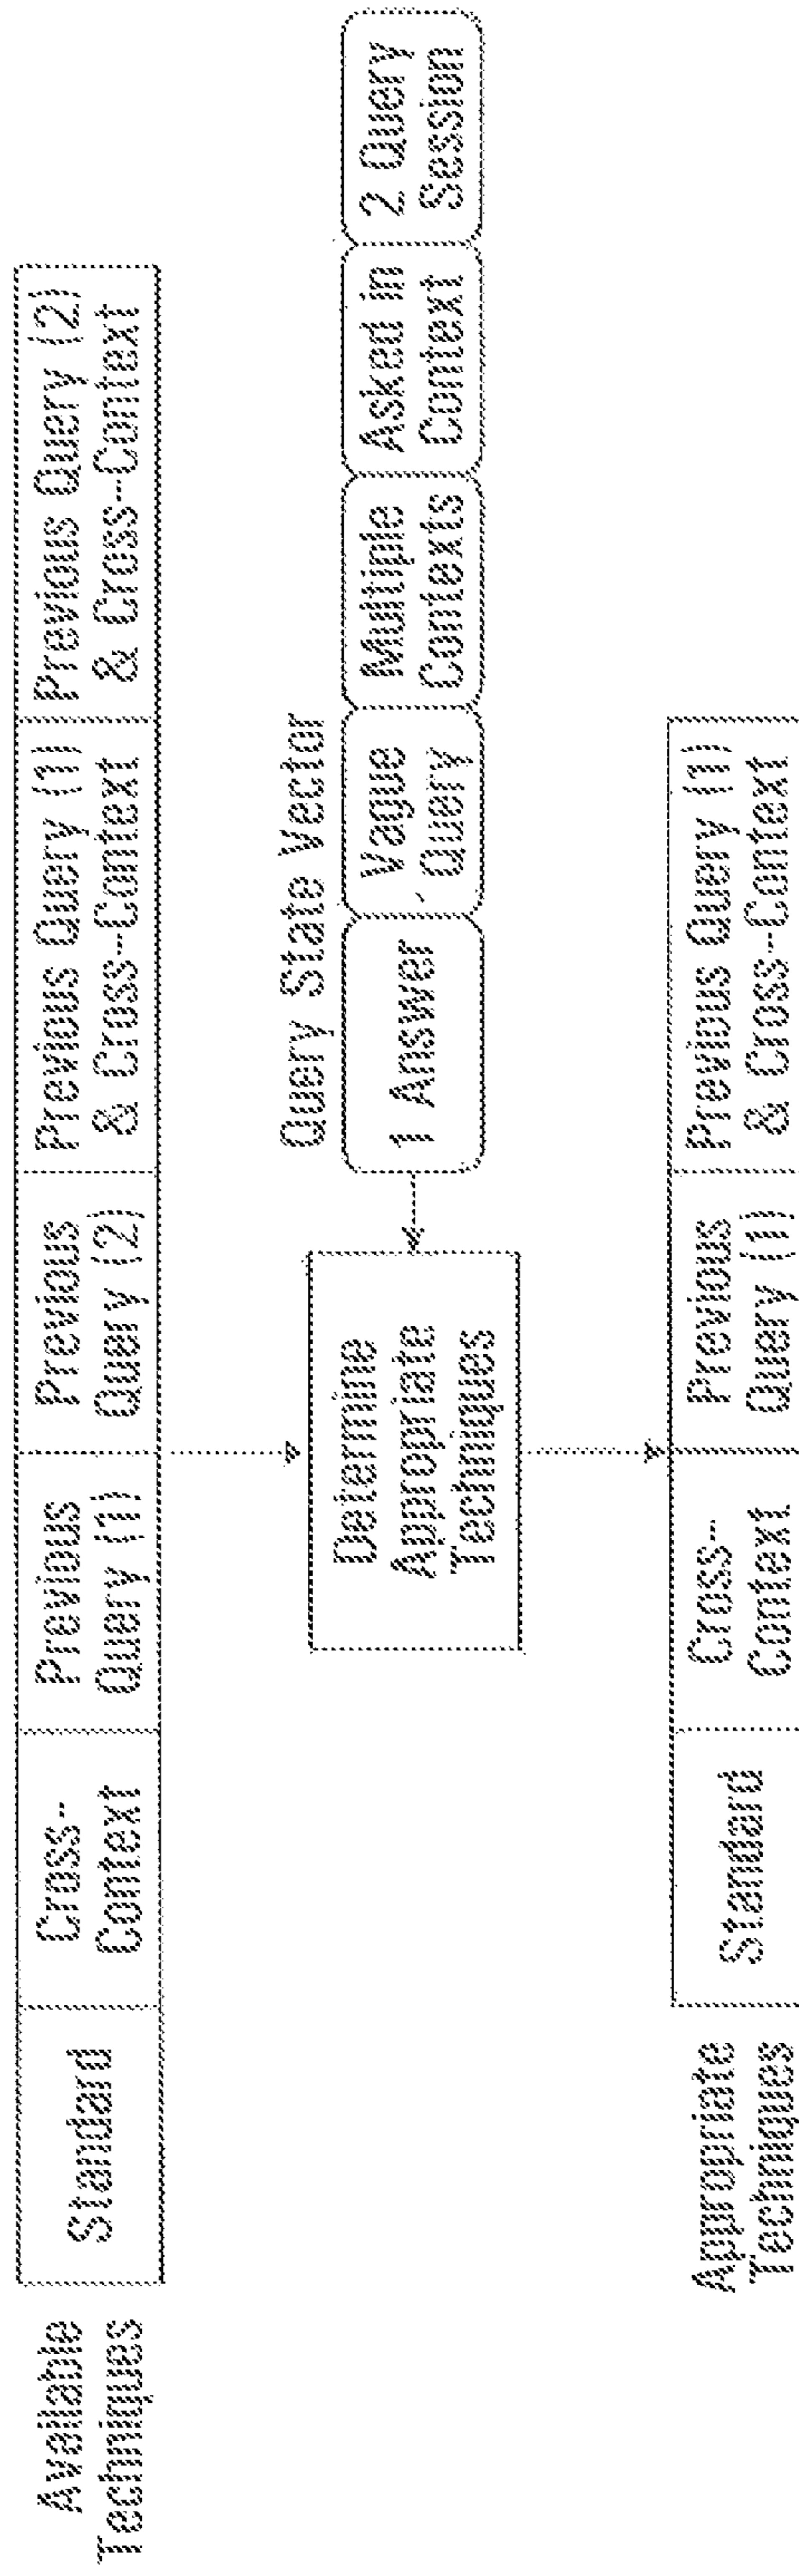 Available
Techniques
Standard
Cross-
Context
Previous
Query (1)
Previous
Query (2)
Previous Query (1)
& Cross-Context
Previous Query (2)
& Cross-Context
Query State Vector
Determine
Appropriate
Techniques
1 Answer
Vague
Query
Multiple
Contexts
Asked in
Context
2 Query
Session
Appropriate
Techniques
Standard
Cross-
Context
Previous
Query (1)
Previous Query (1)
& Cross-Context